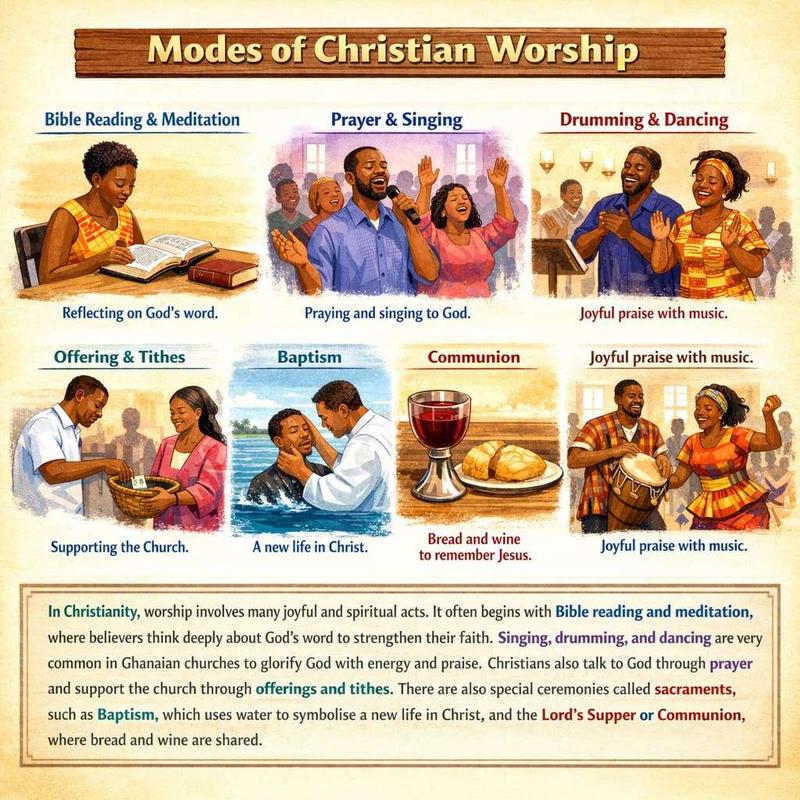 Modes of Christian Worship
Bible Reading & Meditation
Prayer & Singing
Drumming & Dancing
Reflecting on God's word.
Praying and singing to God.
Joyful praise with music.
Offering & Tithes
Baptism
Communion
Joyful praise with music.
Supporting the Church.
A new life in Christ.
Bread and wine
to remember Jesus.
Joyful praise with music.
In Christianity, worship involves many joyful and spiritual acts. It often begins with Bible reading and meditation,
where believers think deeply about God's word to strengthen their faith. Singing, drumming, and dancing are very
common in Ghanaian churches to glorify God with energy and praise. Christians also talk to God through prayer
and support the church through offerings and tithes. There are also special ceremonies called sacraments,
such as Baptism, which uses water to symbolise a new life in Christ, and the Lord's Supper or Communion,
where bread and wine are shared.